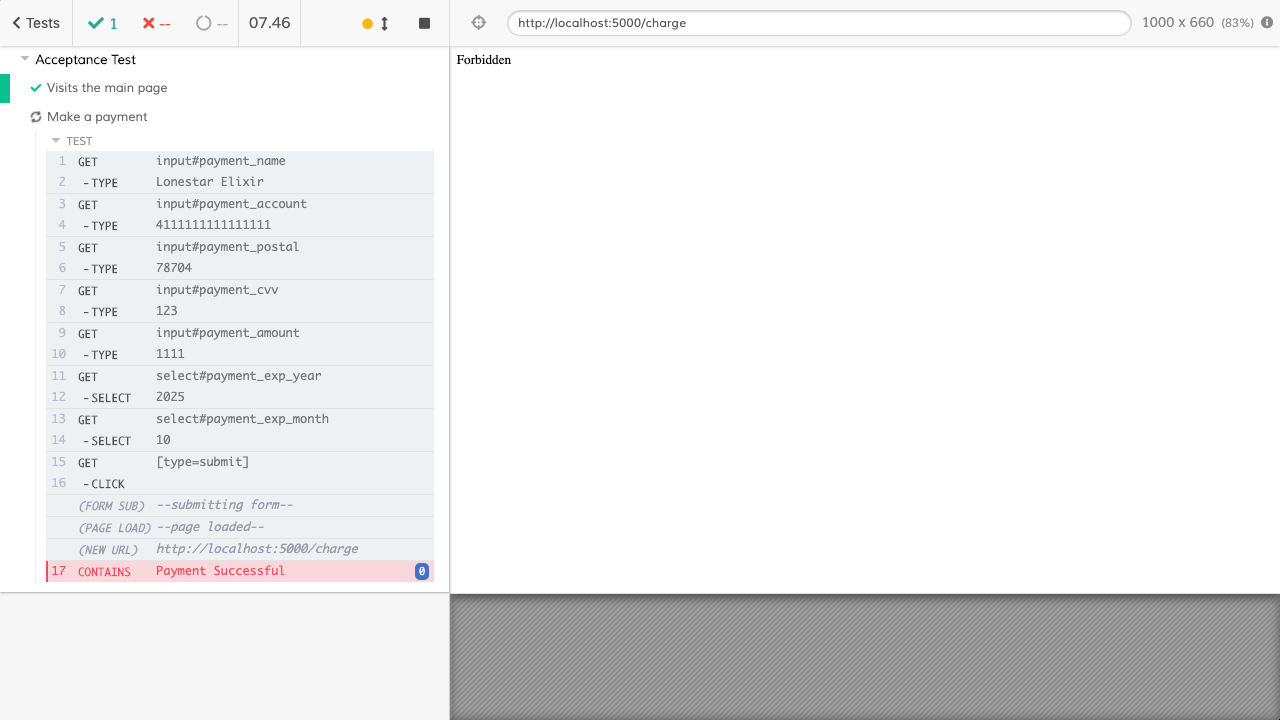 Tests 1 -- -- 07.46
http://localhost:5000/charge 1000 x 660 (83%)
Acceptance Test
Visits the main page
Make a payment
TEST
1 GET input#payment_name
2 -TYPE Lonestar Elixir
3 GET input#payment_account
4 -TYPE 4111111111111111
5 GET input#payment_postal
6 -TYPE 78704
7 GET input#payment_cvv
8 -TYPE 123
9 GET input#payment_amount
10 -TYPE 1111
11 GET select#payment_exp_year
12 -SELECT 2025
13 GET select#payment_exp_month
14 -SELECT 10
15 GET [type=submit]
16 -CLICK
(FORM SUB) --submitting form--
(PAGE LOAD) --page loaded--
(NEW URL) http://localhost:5000/charge
17 CONTAINS Payment Successful 0
Forbidden